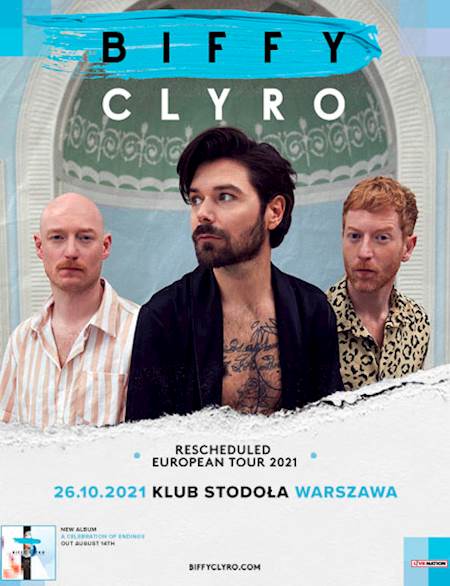 BIFFY
CLYRO
RESCHEDULED
EUROPEAN TOUR 2021
26.10.2021 KLUB STODOŁA WARSZAWA
NEW ALBUM
A CELEBRATION OF ENDINGS
OUT AUGUST 14TH
BIFFYCLYRO.COM
LIVE NATION